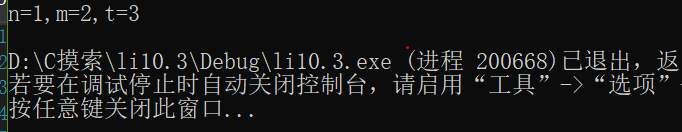 n=1,m=2,t=3
D:\C摸索\li10.3\Debug\li10.3.exe (进程 200668)已退出，返
若要在调试停止时自动关闭控制台，请启用“工具”->“选项”-
按任意键关闭此窗口...